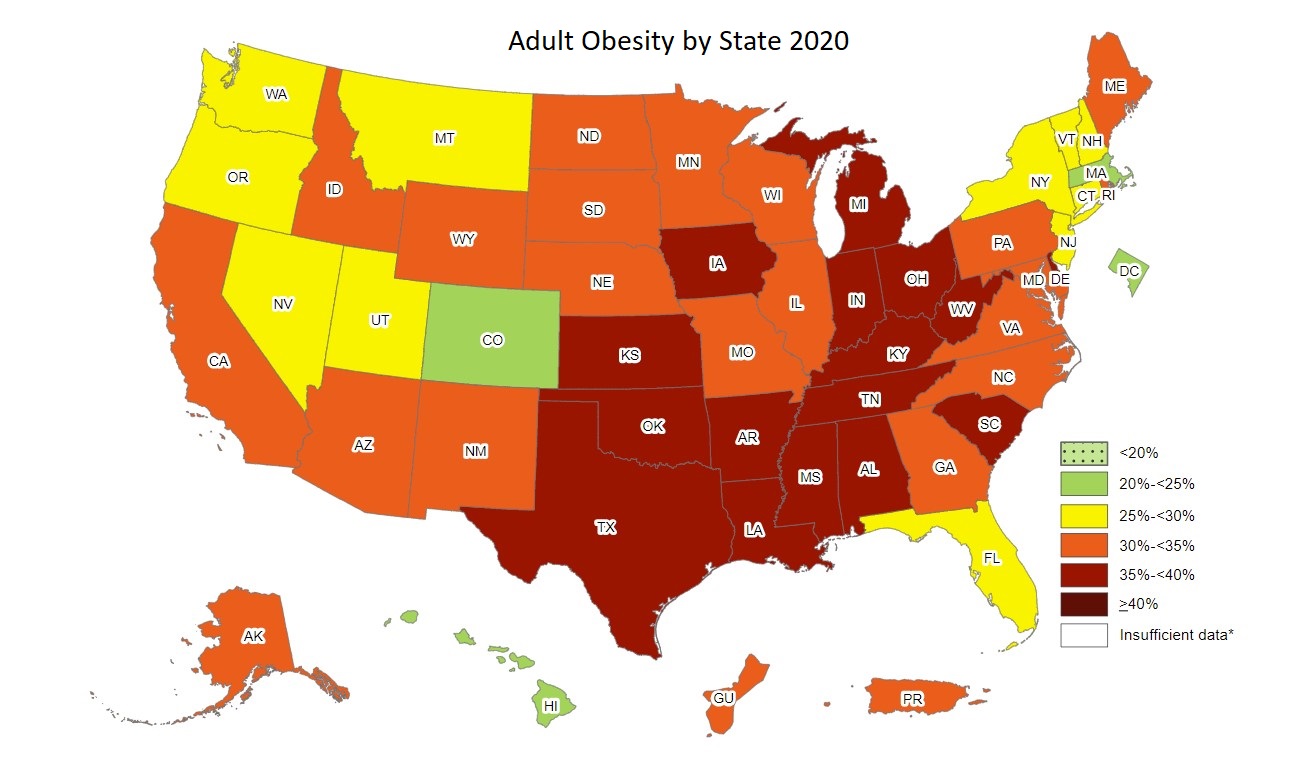 Adult Obesity by State 2020
WA
MT
ND
MN
ME
VT
NH
OR
ID
SD
WI
MI
NY
MA
CT
RI
WY
IA
PA
NJ
NE
IL
IN
OH
MD
DE
DC
NV
UT
CO
KS
MO
KY
WV
VA
CA
AZ
NM
OK
AR
TN
NC
SC
MS
AL
GA
TX
LA
FL
AK
HI
GU
PR
<20%
20%-<25%
25%-<30%
30%-<35%
35%-<40%
≥40%
Insufficient data*